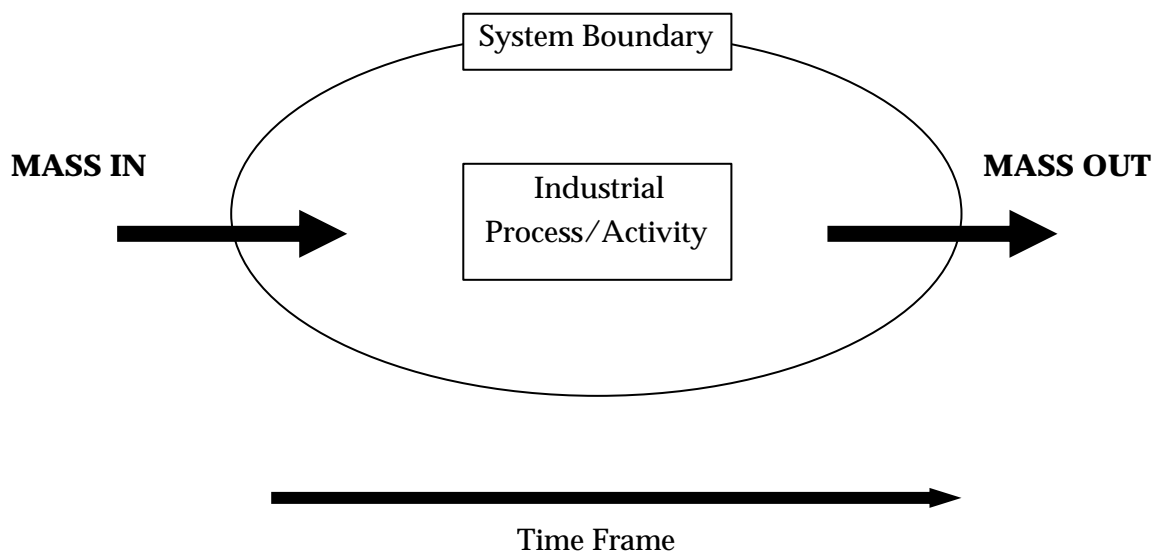 System Boundary
MASS IN
MASS OUT
Industrial
Process/Activity
Time Frame